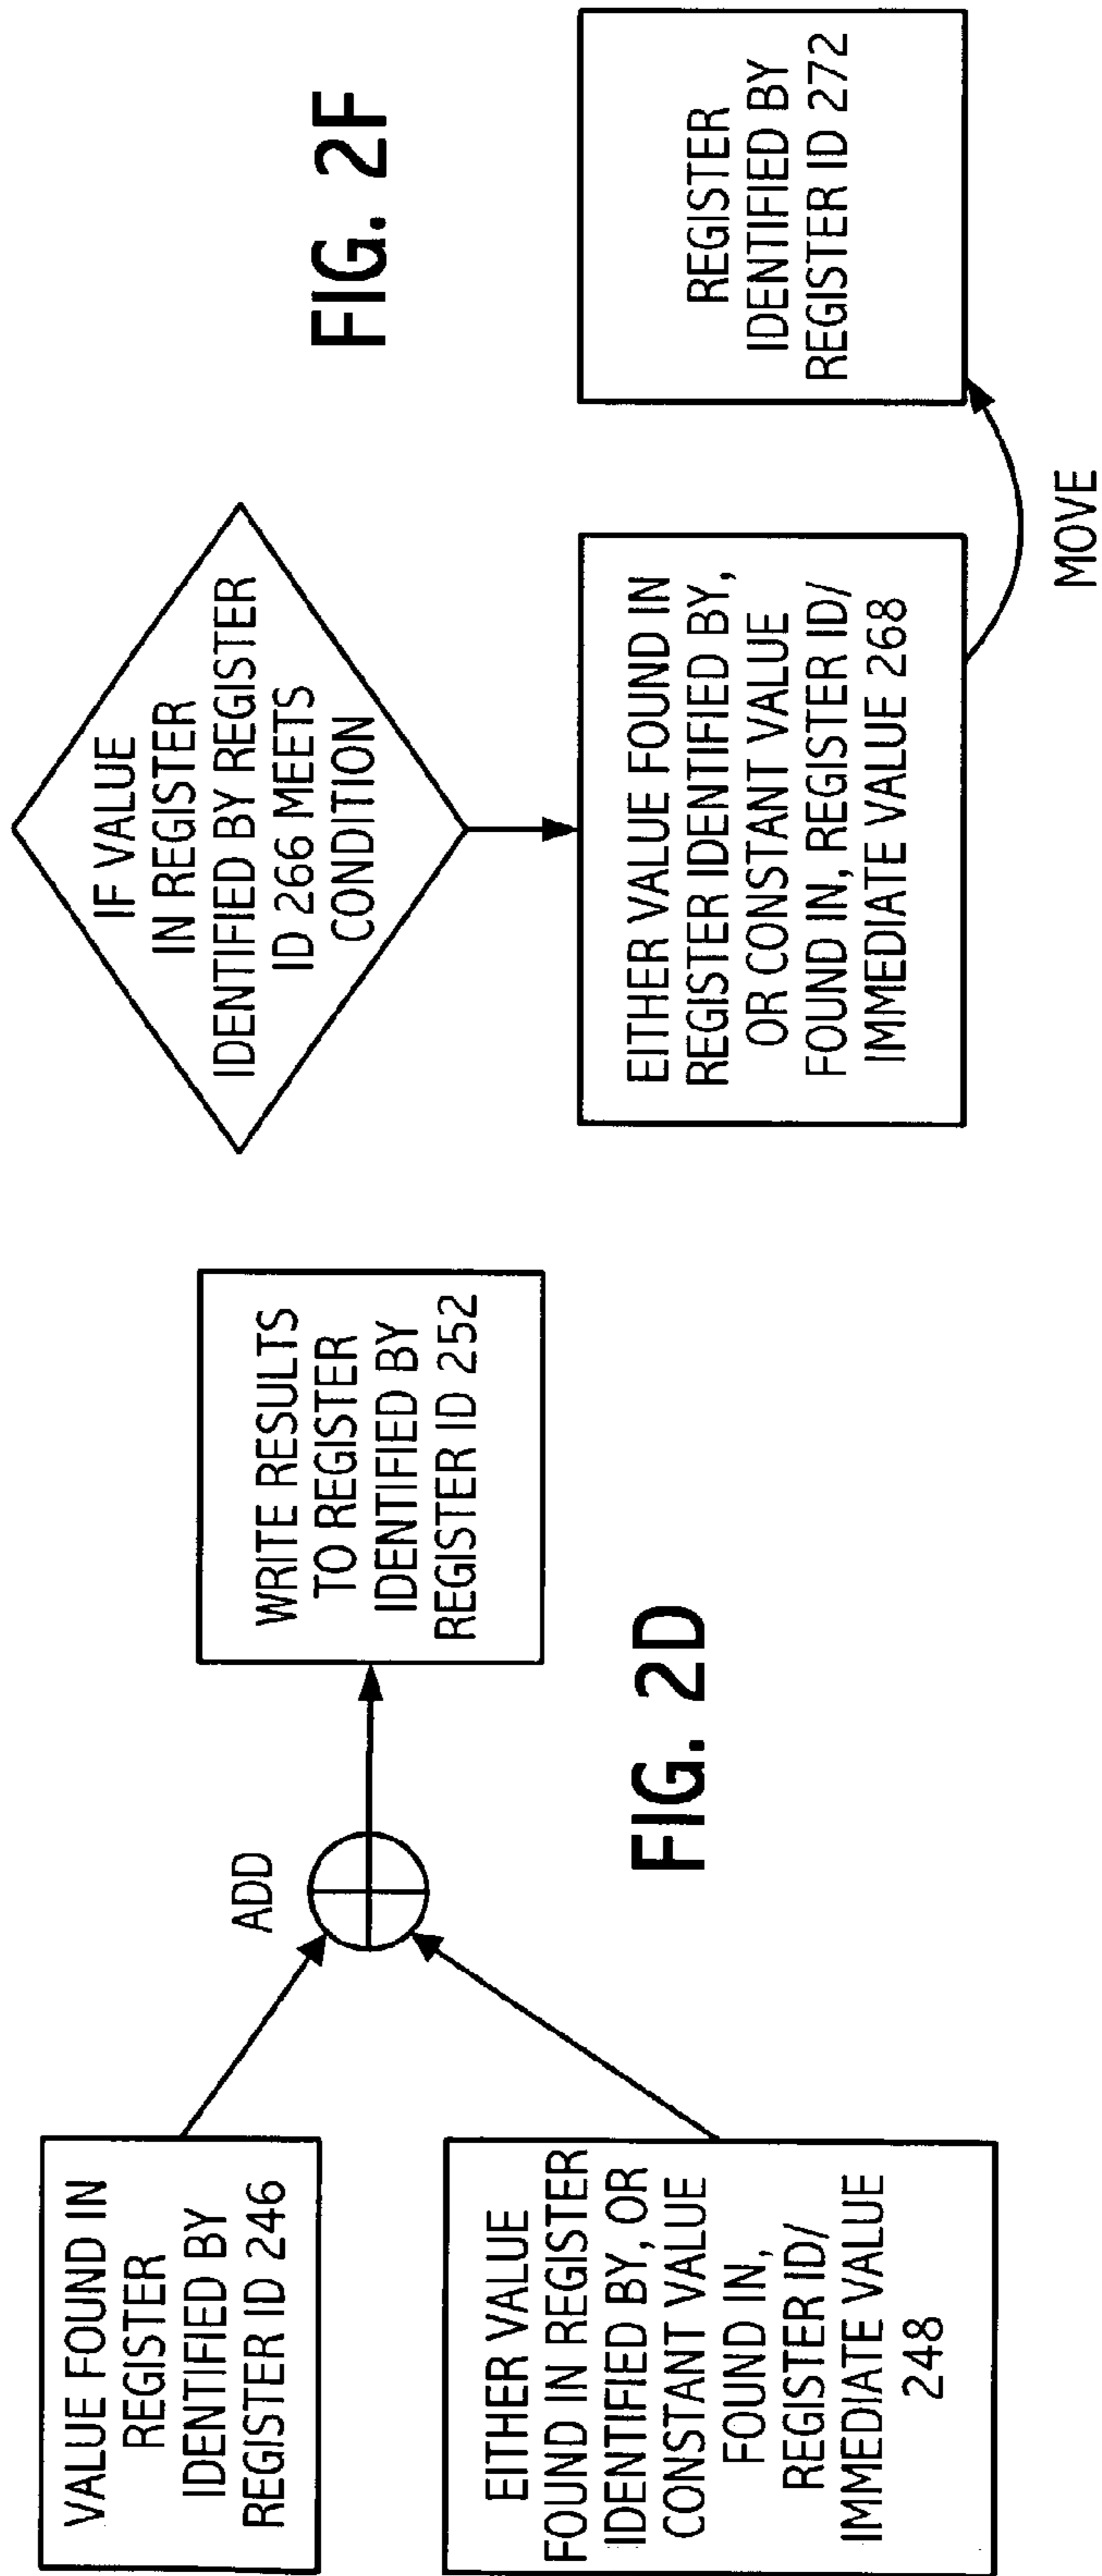 VALUE FOUND IN
REGISTER
IDENTIFIED BY
REGISTER ID 246
EITHER VALUE
FOUND IN REGISTER
IDENTIFIED BY, OR
CONSTANT VALUE
FOUND IN,
REGISTER ID/
IMMEDIATE VALUE
248
ADD
WRITE RESULTS
TO REGISTER
IDENTIFIED BY
REGISTER ID 252
FIG. 2D
IF VALUE
IN REGISTER
IDENTIFIED BY REGISTER
ID 266 MEETS
CONDITION
EITHER VALUE FOUND IN
REGISTER IDENTIFIED BY,
OR CONSTANT VALUE
FOUND IN, REGISTER ID/
IMMEDIATE VALUE 268
MOVE
REGISTER
IDENTIFIED BY
REGISTER ID 272
FIG. 2F